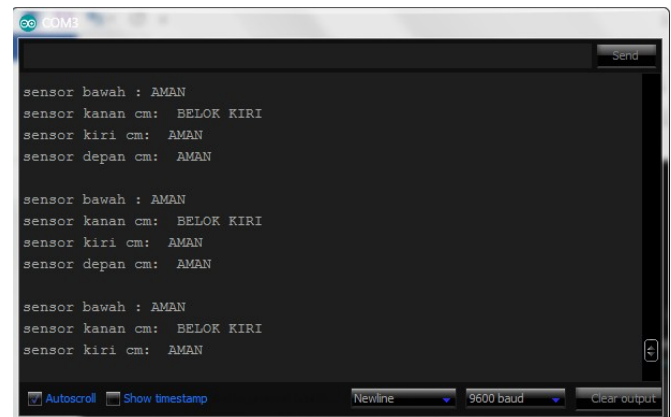 COM3
Send
sensor bawah : AMAN
sensor kanan cm:  BELOK KIRI
sensor kiri cm:  AMAN
sensor depan cm:  AMAN
sensor bawah : AMAN
sensor kanan cm:  BELOK KIRI
sensor kiri cm:  AMAN
sensor depan cm:  AMAN
sensor bawah : AMAN
sensor kanan cm:  BELOK KIRI
sensor kiri cm:  AMAN
Autoscroll Show timestamp Newline 9600 baud Clear output